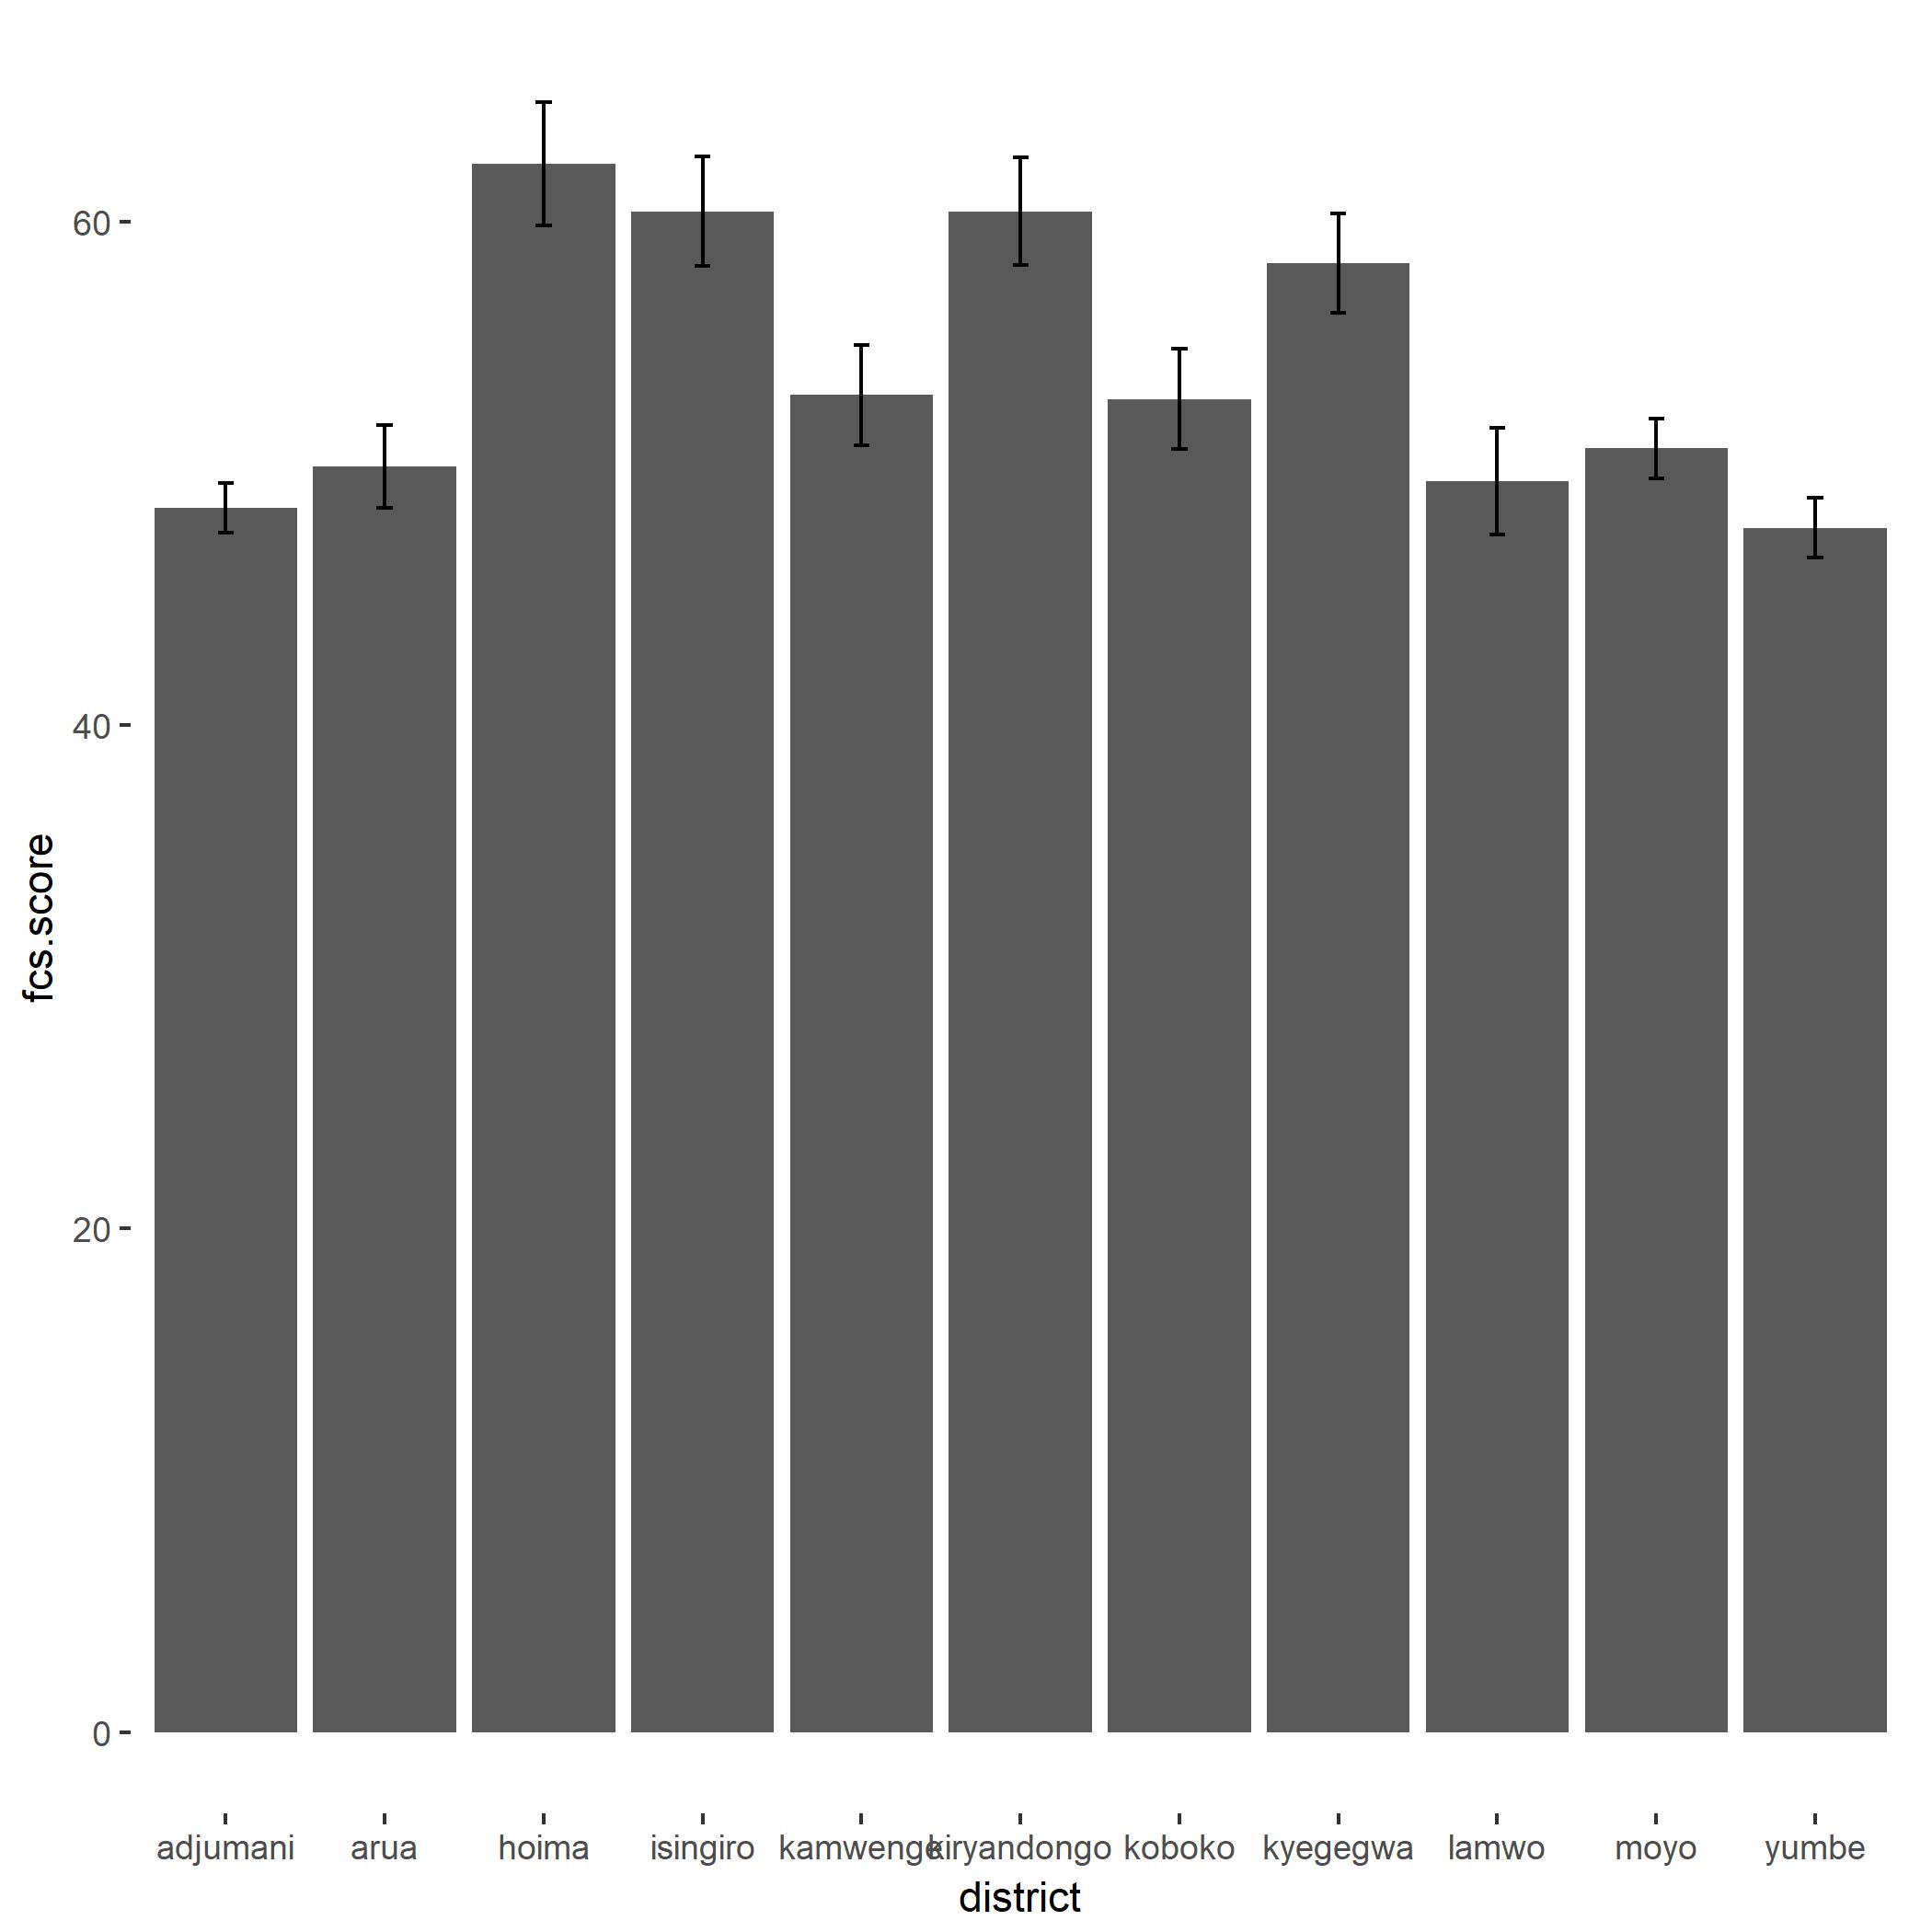 60
40
20
0
fcs.score
adjumani arua hoima isingiro kamwenge kiryandongo koboko kyegegwa lamwo moyo yumbe
district